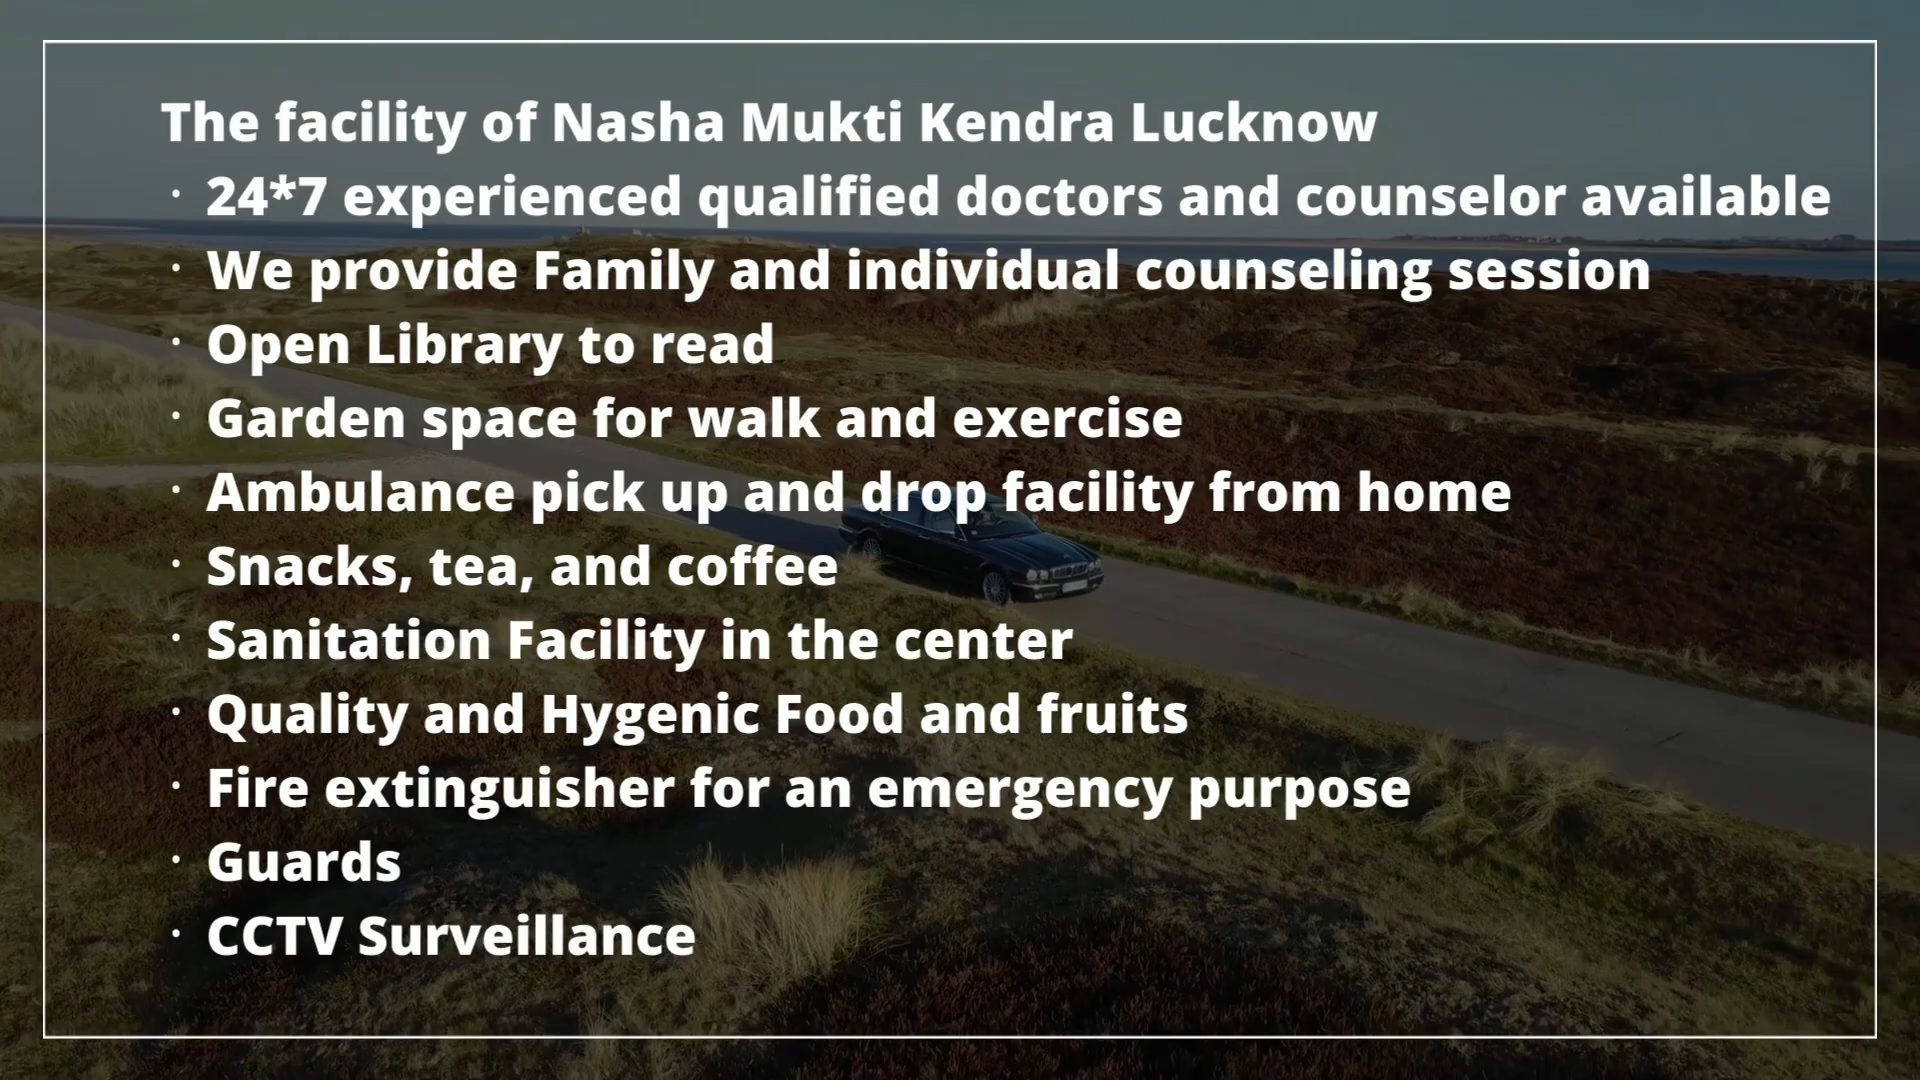 The facility of Nasha Mukti Kendra Lucknow
· 24*7 experienced qualified doctors and counselor available
· We provide Family and individual counseling session
· Open Library to read
· Garden space for walk and exercise
· Ambulance pick up and drop facility from home
· Snacks, tea, and coffee
· Sanitation Facility in the center
· Quality and Hygenic Food and fruits
· Fire extinguisher for an emergency purpose
· Guards
· CCTV Surveillance